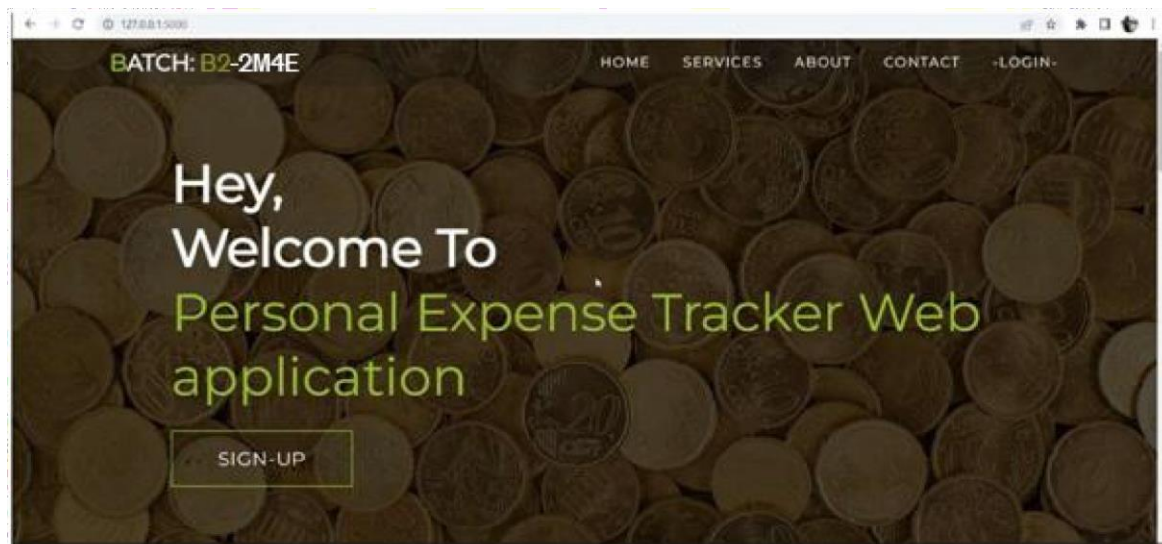 127.0.0.1:5000
BATCH: B2-2M4E
HOME SERVICES ABOUT CONTACT -LOGIN-
Hey,
Welcome To
Personal Expense Tracker Web
application
SIGN-UP